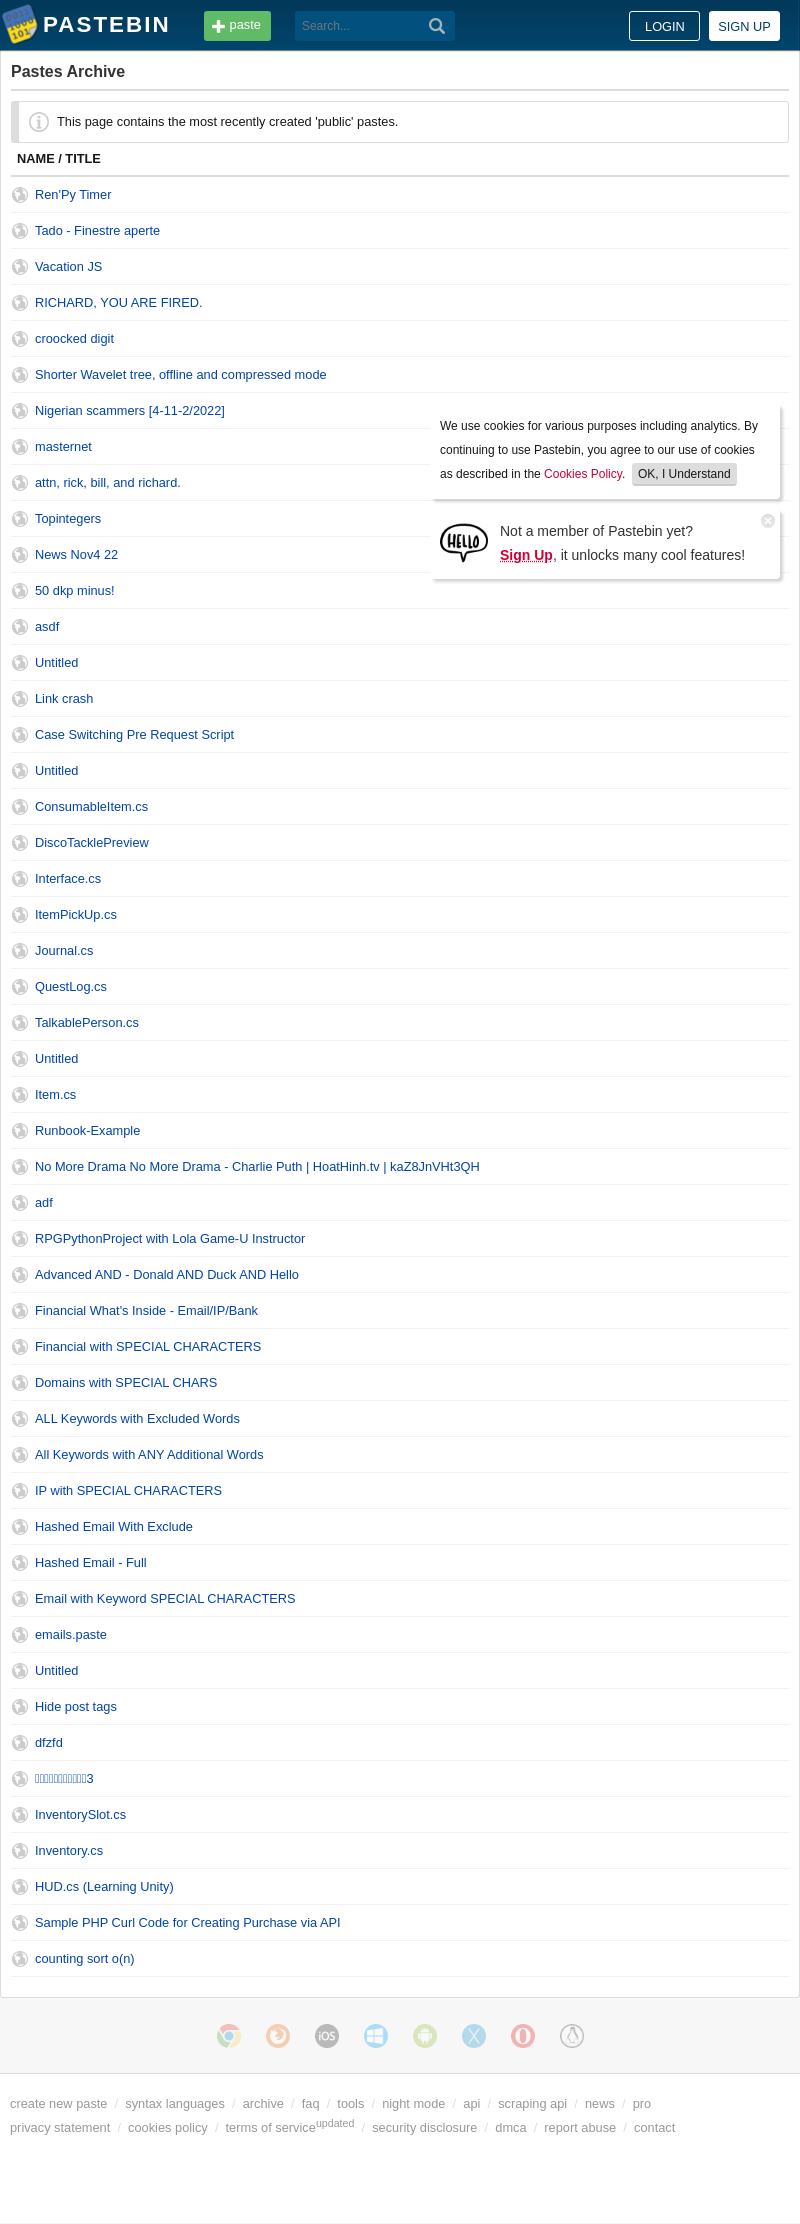 PASTEBIN
paste
Search...
LOGIN
SIGN UP
Pastes Archive
This page contains the most recently created 'public' pastes.
NAME / TITLE
Ren'Py Timer
Tado - Finestre aperte
Vacation JS
RICHARD, YOU ARE FIRED.
croocked digit
Shorter Wavelet tree, offline and compressed mode
Nigerian scammers [4-11-2/2022]
masternet
attn, rick, bill, and richard.
Topintegers
News Nov4 22
50 dkp minus!
We use cookies for various purposes including analytics. By
continuing to use Pastebin, you agree to our use of cookies
as described in the Cookies Policy. OK, I Understand
HELLO
Not a member of Pastebin yet?
Sign Up, it unlocks many cool features!
asdf
Untitled
Link crash
Case Switching Pre Request Script
Untitled
ConsumableItem.cs
DiscoTacklePreview
Interface.cs
ItemPickUp.cs
Journal.cs
QuestLog.cs
TalkablePerson.cs
Untitled
Item.cs
Runbook-Example
No More Drama No More Drama - Charlie Puth | HoatHinh.tv | kaZ8JnVHt3QH
adf
RPGPythonProject with Lola Game-U Instructor
Advanced AND - Donald AND Duck AND Hello
Financial What's Inside - Email/IP/Bank
Financial with SPECIAL CHARACTERS
Domains with SPECIAL CHARS
ALL Keywords with Excluded Words
All Keywords with ANY Additional Words
IP with SPECIAL CHARACTERS
Hashed Email With Exclude
Hashed Email - Full
Email with Keyword SPECIAL CHARACTERS
emails.paste
Untitled
Hide post tags
dfzfd
3
InventorySlot.cs
Inventory.cs
HUD.cs (Learning Unity)
Sample PHP Curl Code for Creating Purchase via API
counting sort o(n)
iOS
create new paste / syntax languages / archive / faq / tools / night mode / api / scraping api / news / pro
privacy statement / cookies policy / terms of service updated / security disclosure / dmca / report abuse / contact